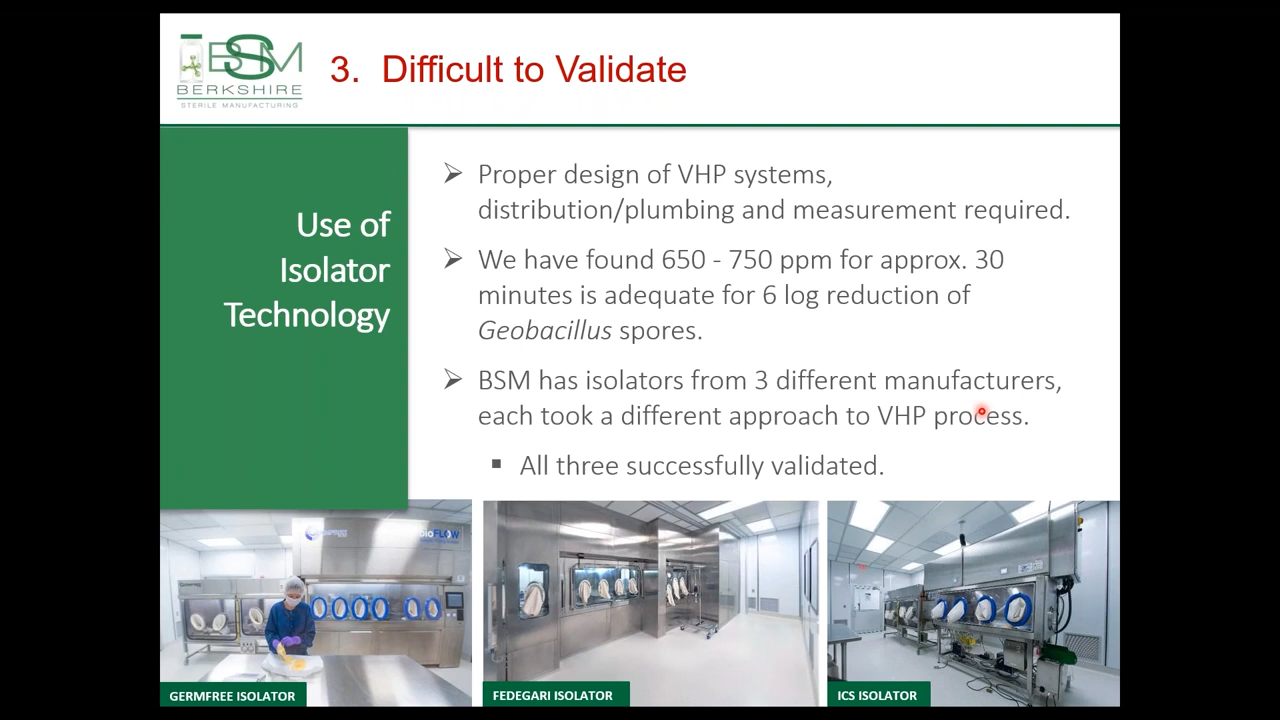 BSM
BERKSHIRE
STERILE MANUFACTURING
3. Difficult to Validate
Use of
Isolator
Technology
➢ Proper design of VHP systems,
distribution/plumbing and measurement required.
➢ We have found 650 - 750 ppm for approx. 30
minutes is adequate for 6 log reduction of
Geobacillus spores.
➢ BSM has isolators from 3 different manufacturers,
each took a different approach to VHP process.
▪ All three successfully validated.
bioFLOW
GERMFREE ISOLATOR
FEDEGARI ISOLATOR
ICS ISOLATOR